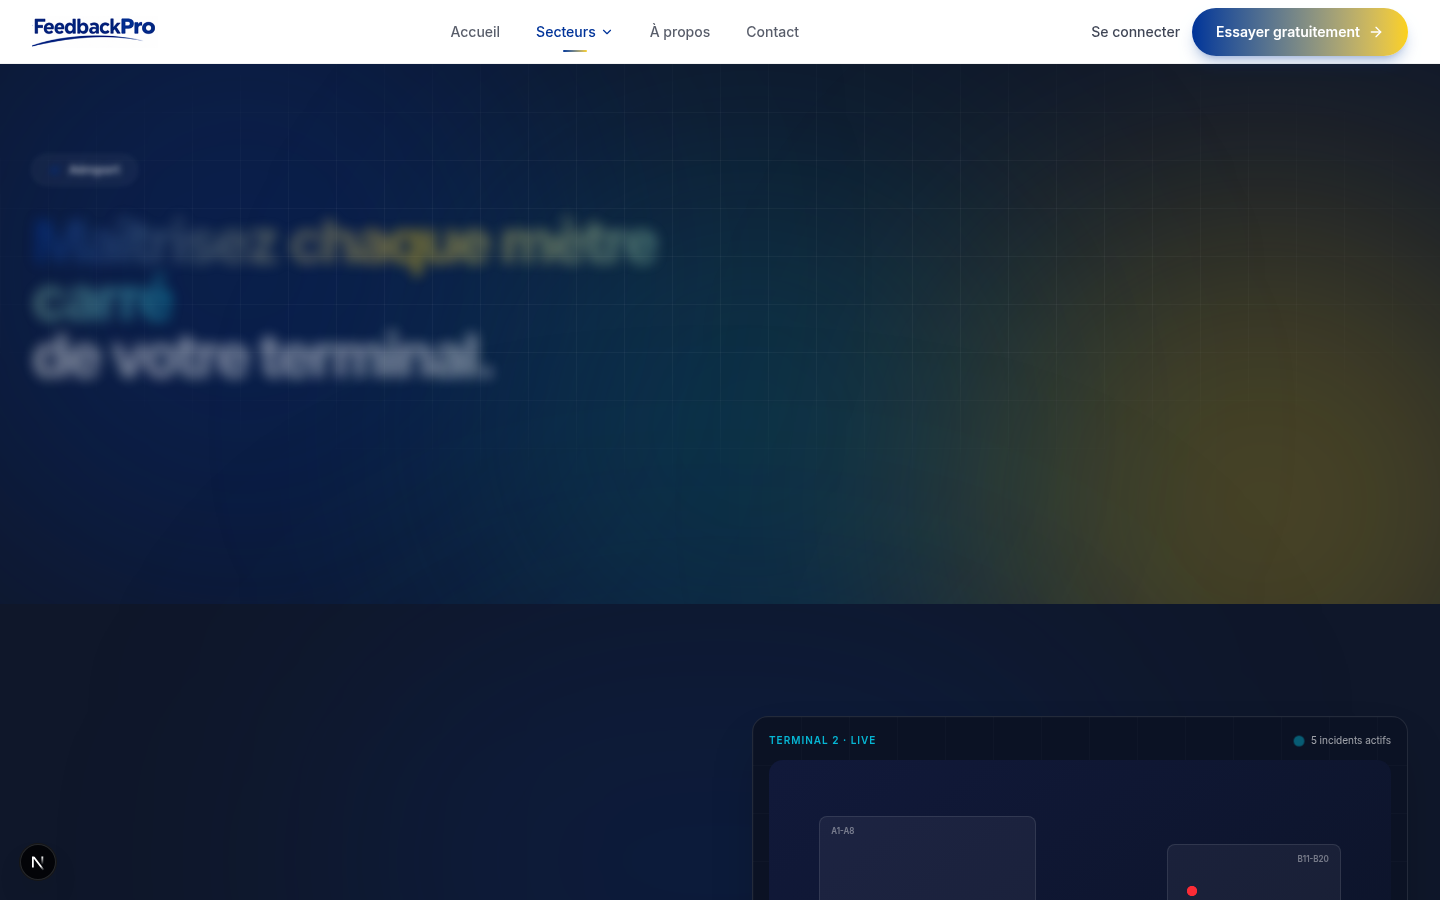 FeedbackPro
Accueil
Secteurs
À propos
Contact
Se connecter
Essayer gratuitement
Aéroport
Maîtrisez chaque mètre
carré
de votre terminal.
TERMINAL 2 · LIVE
5 incidents actifs
A1-A8
B11-B20
N